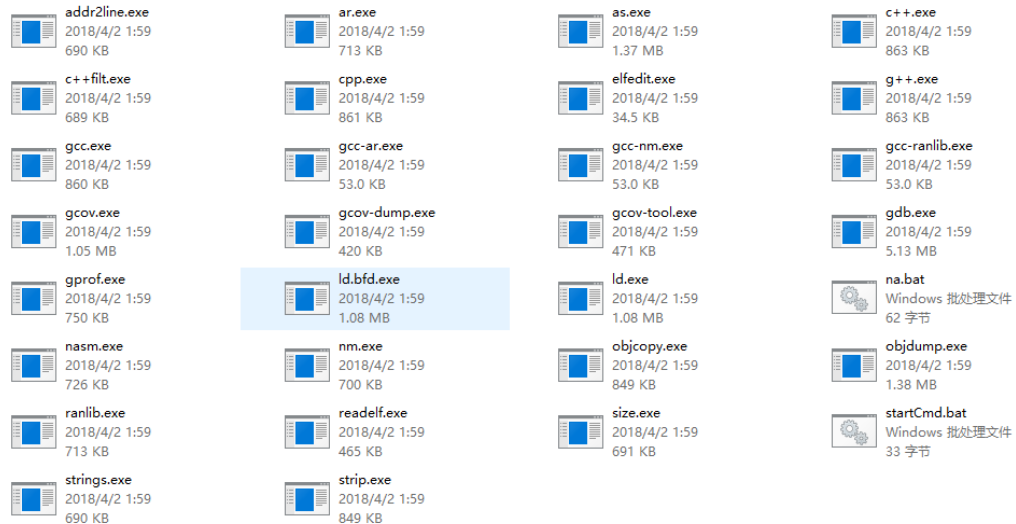 addr2line.exe
2018/4/2 1:59
690 KB
ar.exe
2018/4/2 1:59
713 KB
as.exe
2018/4/2 1:59
1.37 MB
c++.exe
2018/4/2 1:59
863 KB
c++filt.exe
2018/4/2 1:59
689 KB
cpp.exe
2018/4/2 1:59
861 KB
elfedit.exe
2018/4/2 1:59
34.5 KB
g++.exe
2018/4/2 1:59
863 KB
gcc.exe
2018/4/2 1:59
860 KB
gcc-ar.exe
2018/4/2 1:59
53.0 KB
gcc-nm.exe
2018/4/2 1:59
53.0 KB
gcc-ranlib.exe
2018/4/2 1:59
53.0 KB
gcov.exe
2018/4/2 1:59
1.05 MB
gcov-dump.exe
2018/4/2 1:59
420 KB
gcov-tool.exe
2018/4/2 1:59
471 KB
gdb.exe
2018/4/2 1:59
5.13 MB
gprof.exe
2018/4/2 1:59
750 KB
ld.bfd.exe
2018/4/2 1:59
1.08 MB
ld.exe
2018/4/2 1:59
1.08 MB
na.bat
Windows 批处理文件
62 字节
nasm.exe
2018/4/2 1:59
726 KB
nm.exe
2018/4/2 1:59
700 KB
objcopy.exe
2018/4/2 1:59
849 KB
objdump.exe
2018/4/2 1:59
1.38 MB
ranlib.exe
2018/4/2 1:59
713 KB
readelf.exe
2018/4/2 1:59
465 KB
size.exe
2018/4/2 1:59
691 KB
startCmd.bat
Windows 批处理文件
33 字节
strings.exe
2018/4/2 1:59
690 KB
strip.exe
2018/4/2 1:59
849 KB